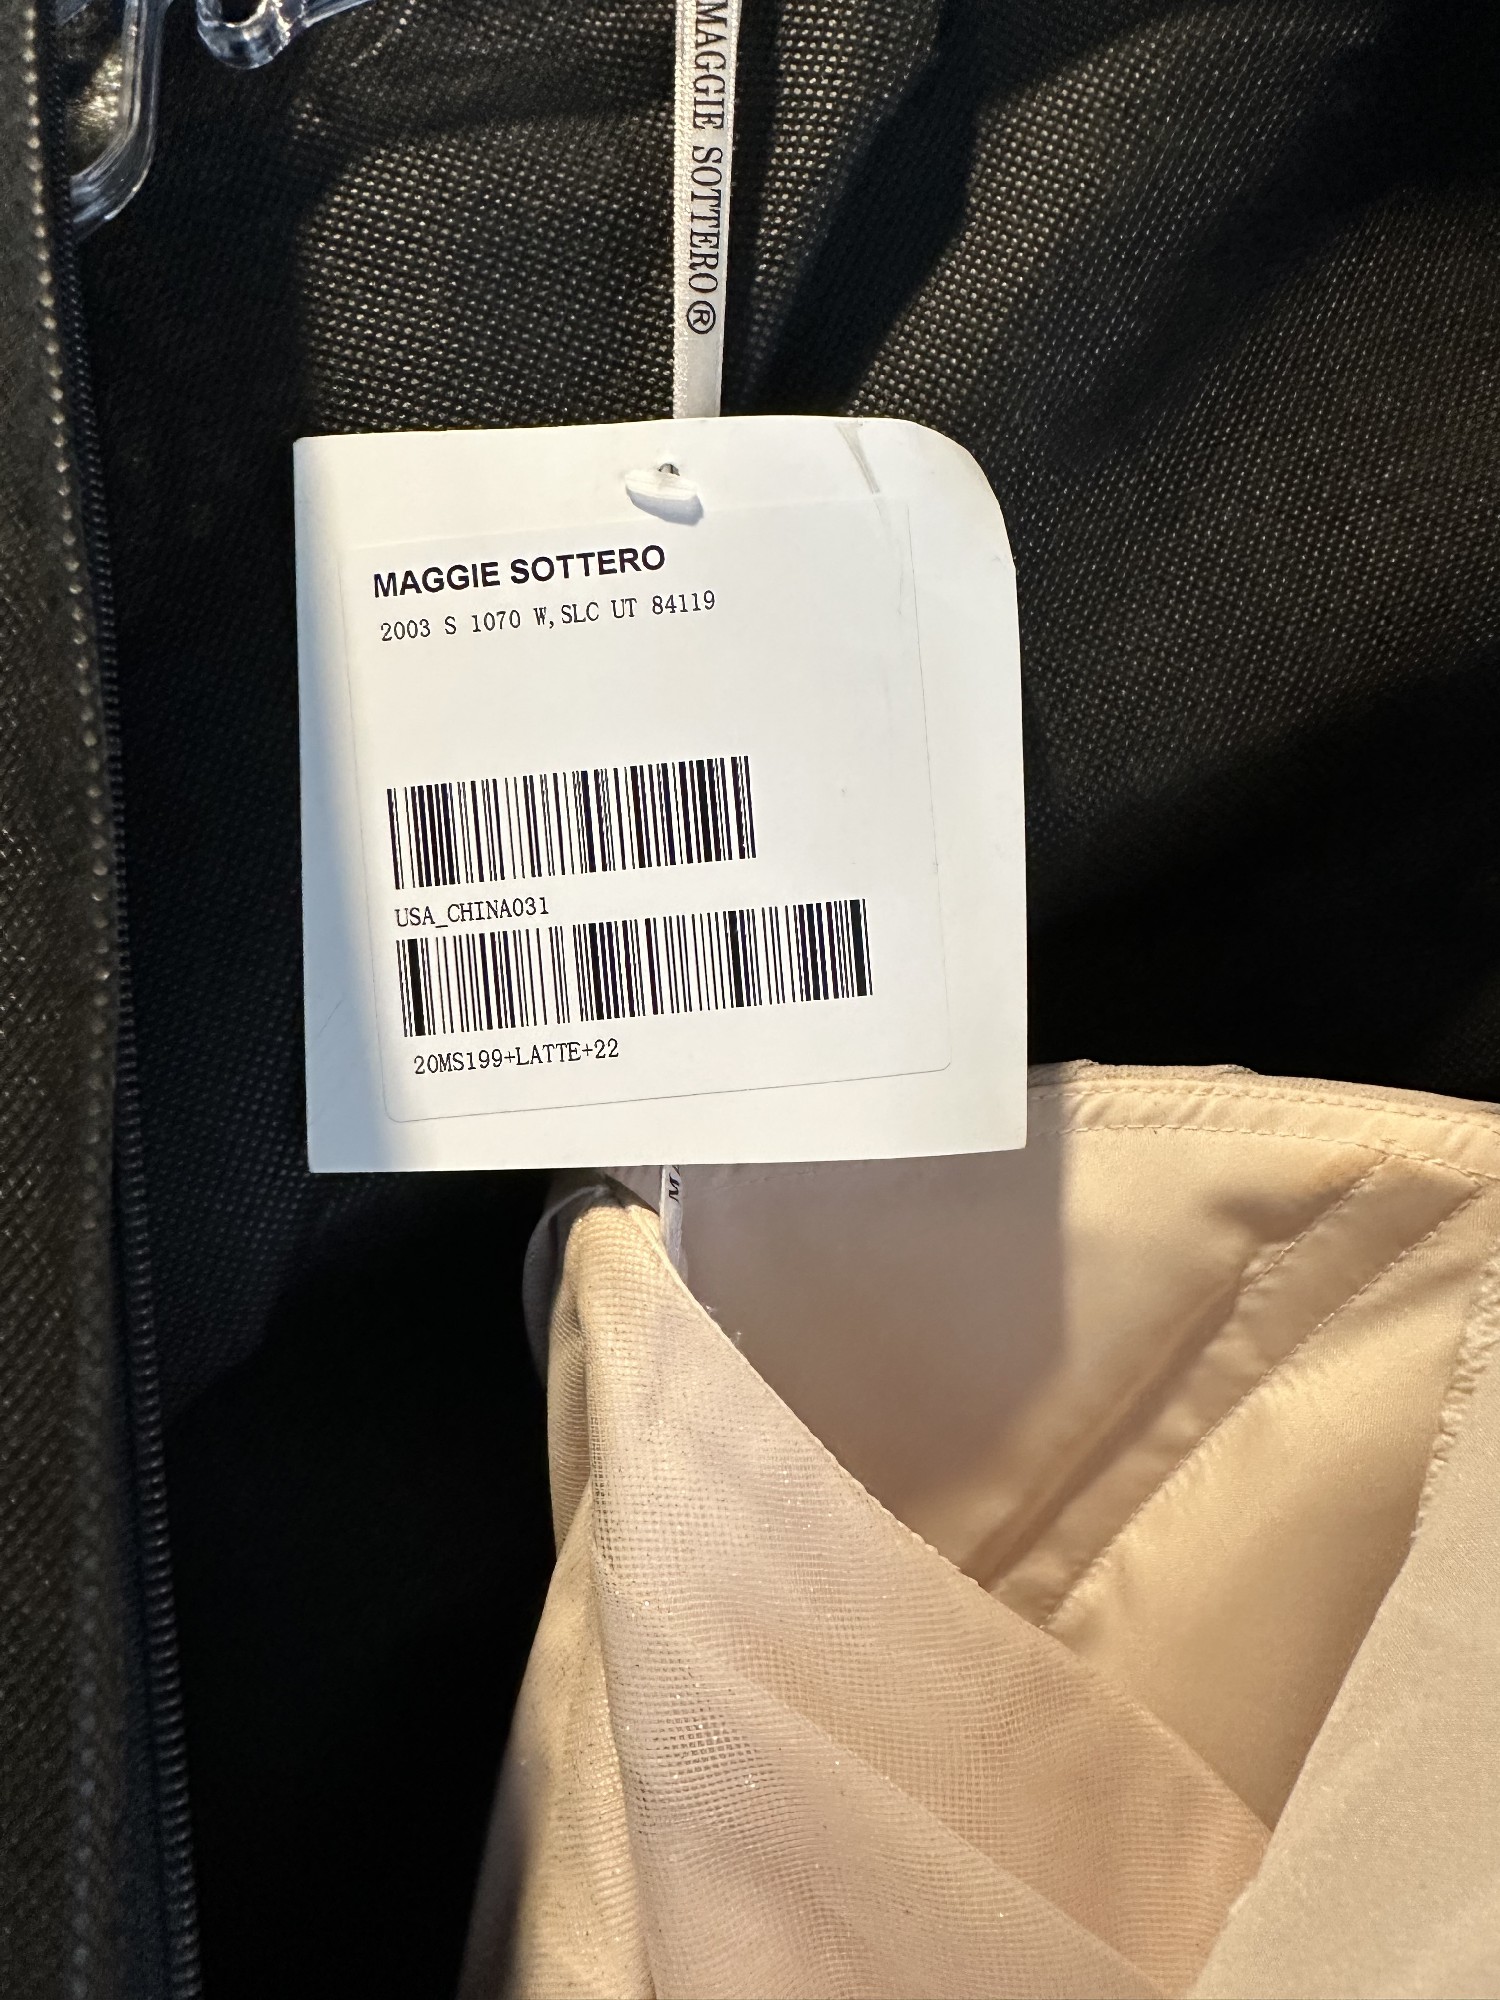 MAGGIE SOTTERO®
MAGGIE SOTTERO
2003 S 1070 W, SLC UT 84119
USA_CHINA031
20MS199+LATTE+22
M